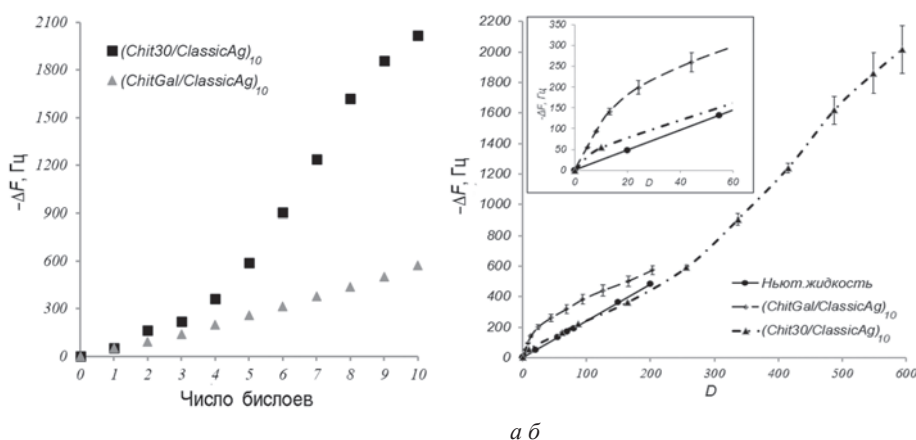 2100
1800
1500
1200
900
600
300
0
−ΔF, Гц
(Chit30/ClassicAg)10
(ChitGal/ClassicAg)10
0 1 2 3 4 5 6 7 8 9 10
Число бислоев
2200
2000
1800
1600
1400
1200
1000
800
600
400
200
0
−ΔF, Гц
350
300
250
200
150
100
50
0
-ΔF, Гц
0 20 D 40 60
Ньют.жидкость
(ChitGal/ClassicAg)10
(Chit30/ClassicAg)10
0 100 200 300 400 500 600
D
а б